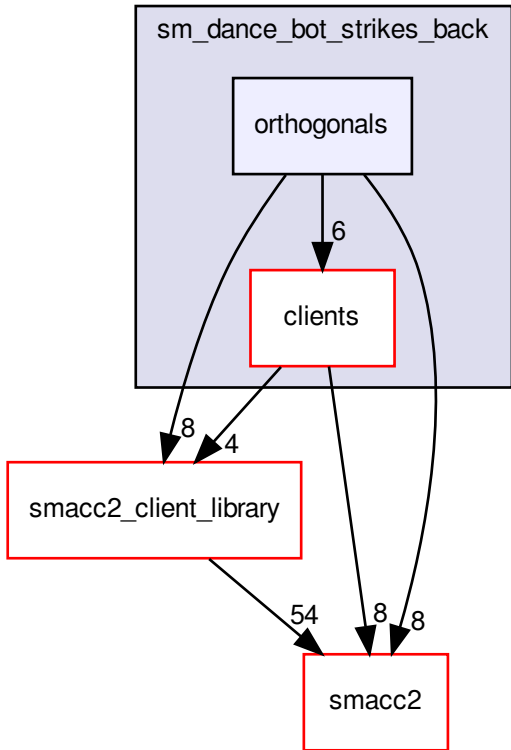 sm_dance_bot_strikes_back
orthogonals
6
clients
8
4
smacc2_client_library
54
8
8
smacc2